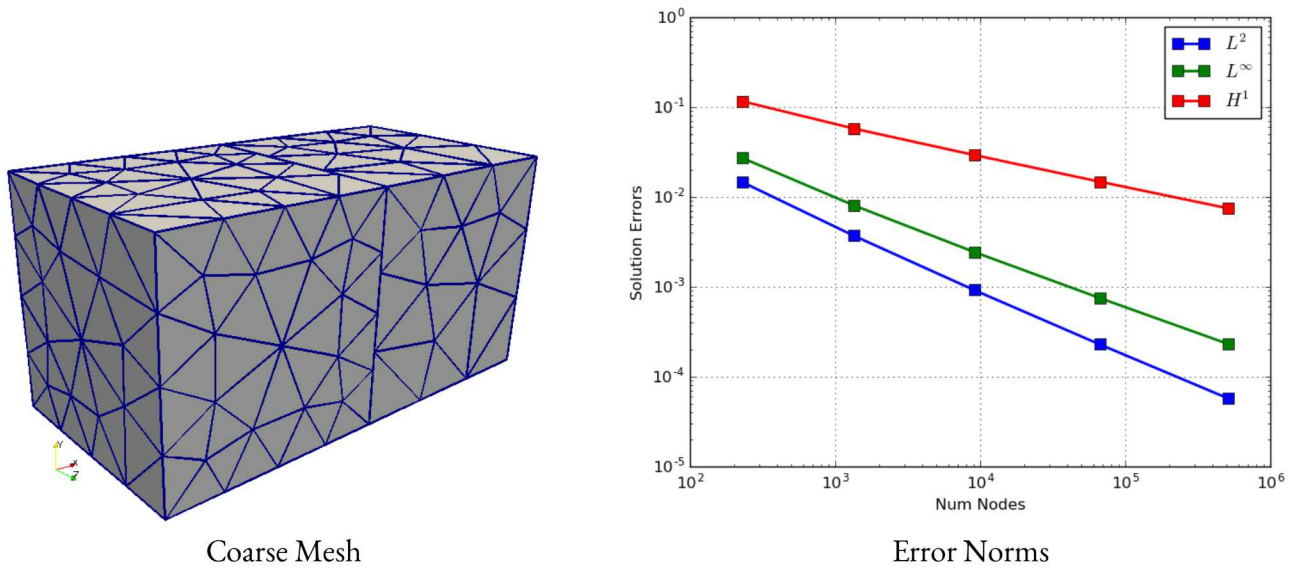 Y
X
Z
Coarse Mesh
10^0
10^-1
10^-2
10^-3
10^-4
10^-5
Solution Errors
10^2
10^3
10^4
10^5
10^6
Num Nodes
L^2
L^∞
H^1
Error Norms